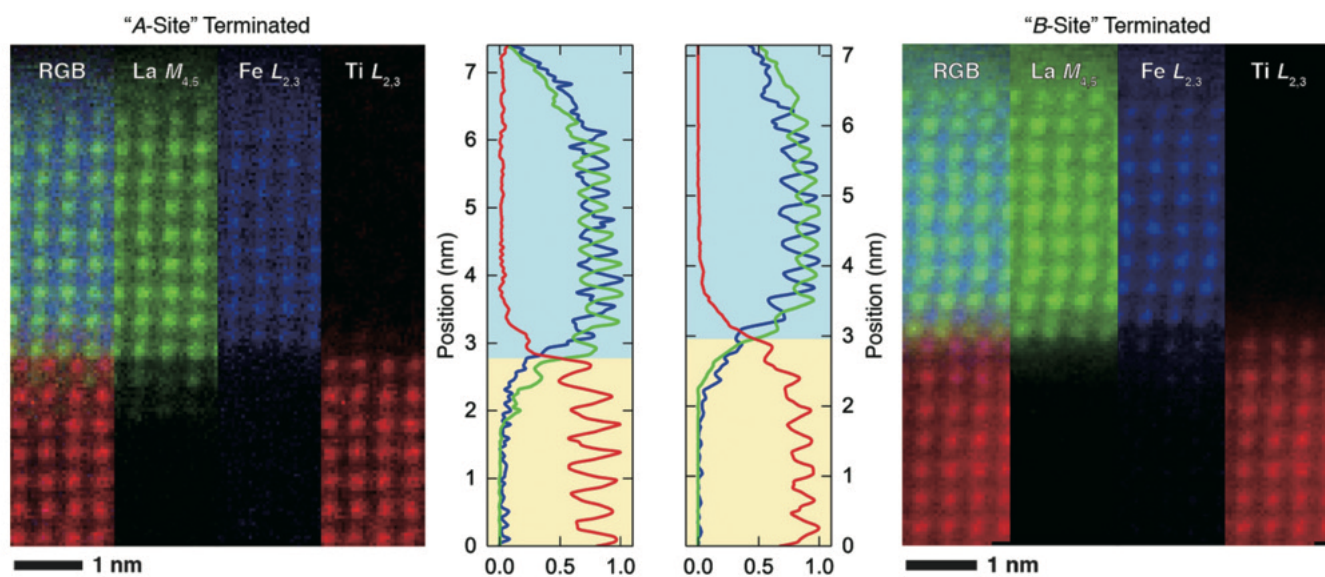 "A-Site" Terminated
"B-Site" Terminated
RGB La M4,5 Fe L2,3 Ti L2,3
RGB La M4,5 Fe L2,3 Ti L2,3
Position (nm)
7
6
5
4
3
2
1
0
0.0 0.5 1.0
Position (nm)
7
6
5
4
3
2
1
0
0.0 0.5 1.0
1 nm
1 nm